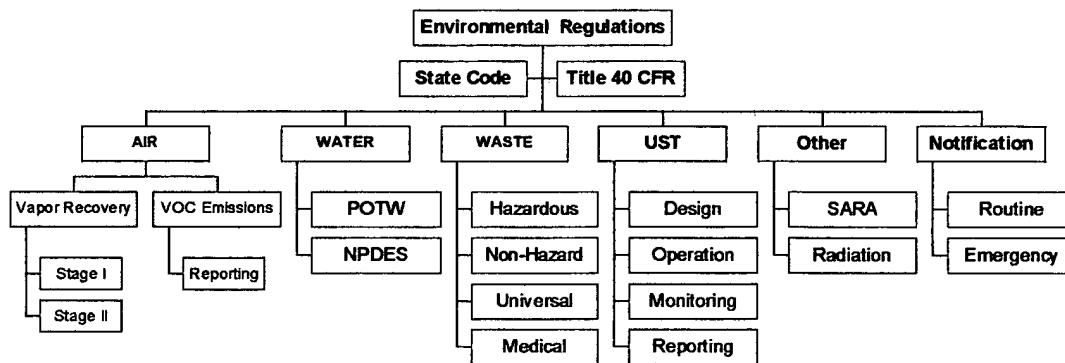 Environmental Regulations
State Code
Title 40 CFR
AIR
WATER
WASTE
UST
Other
Notification
Vapor Recovery
VOC Emissions
POTW
Hazardous
Design
SARA
Routine
Stage I
Reporting
NPDES
Non-Hazard
Operation
Radiation
Emergency
Stage II
Universal
Monitoring
Medical
Reporting